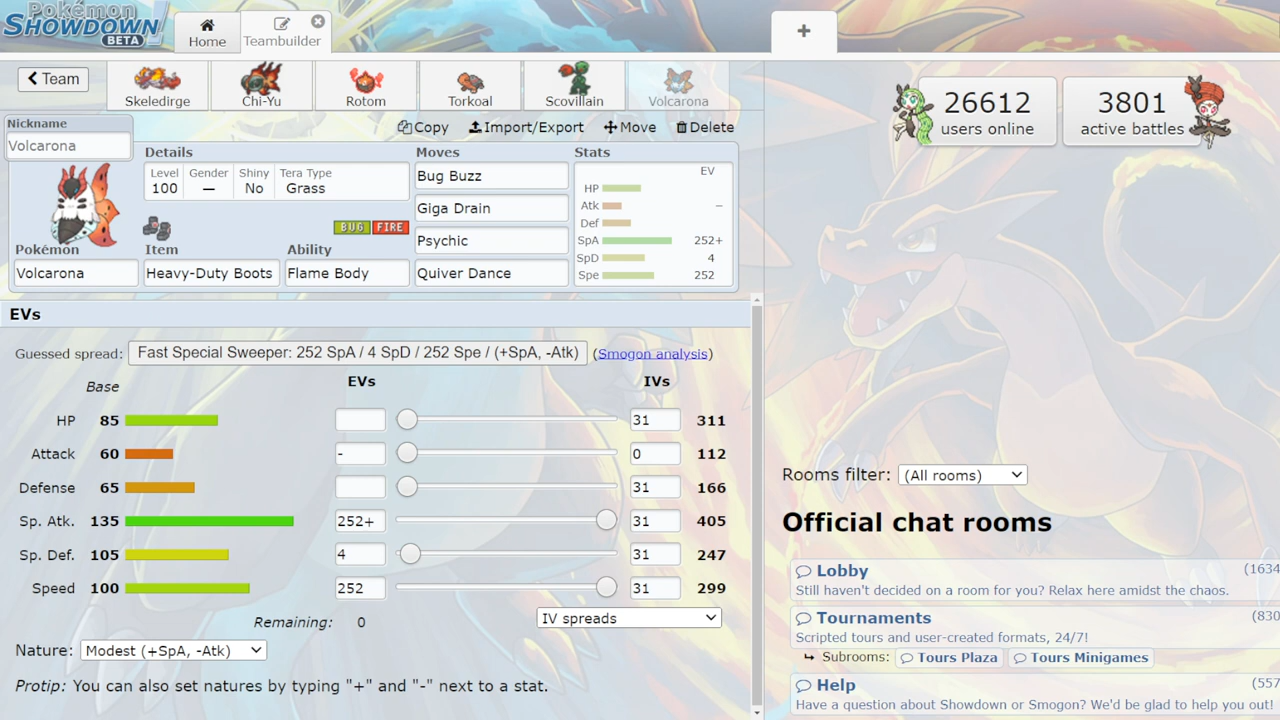 Pokémon
SHOWDOWN!
BETA
Home
Teambuilder
+
Team
Skeledirge
Chi-Yu
Rotom
Torkoal
Scovillain
Volcarona
Copy
Import/Export
Move
Delete
Nickname
Volcarona
Details
Level
100
Gender
—
Shiny
No
Tera Type
Grass
BUG FIRE
Pokémon
Volcarona
Item
Heavy-Duty Boots
Ability
Flame Body
Moves
Bug Buzz
Giga Drain
Psychic
Quiver Dance
Stats
EV
HP
Atk –
Def
SpA 252+
SpD 4
Spe 252
EVs
Guessed spread: Fast Special Sweeper: 252 SpA / 4 SpD / 252 Spe / (+SpA, -Atk) (Smogon analysis)
Base EVs IVs
HP 85 31 311
Attack 60 - 0 112
Defense 65 31 166
Sp. Atk. 135 252+ 31 405
Sp. Def. 105 4 31 247
Speed 100 252 31 299
Remaining: 0
IV spreads
Nature: Modest (+SpA, -Atk)
Protip: You can also set natures by typing "+" and "-" next to a stat.
26612
users online
3801
active battles
Rooms filter: (All rooms)
Official chat rooms
Lobby (1634
Still haven't decided on a room for you? Relax here amidst the chaos.
Tournaments (830
Scripted tours and user-created formats, 24/7!
↳ Subrooms: Tours Plaza Tours Minigames
Help (557
Have a question about Showdown or Smogon? We'd be glad to help you out!